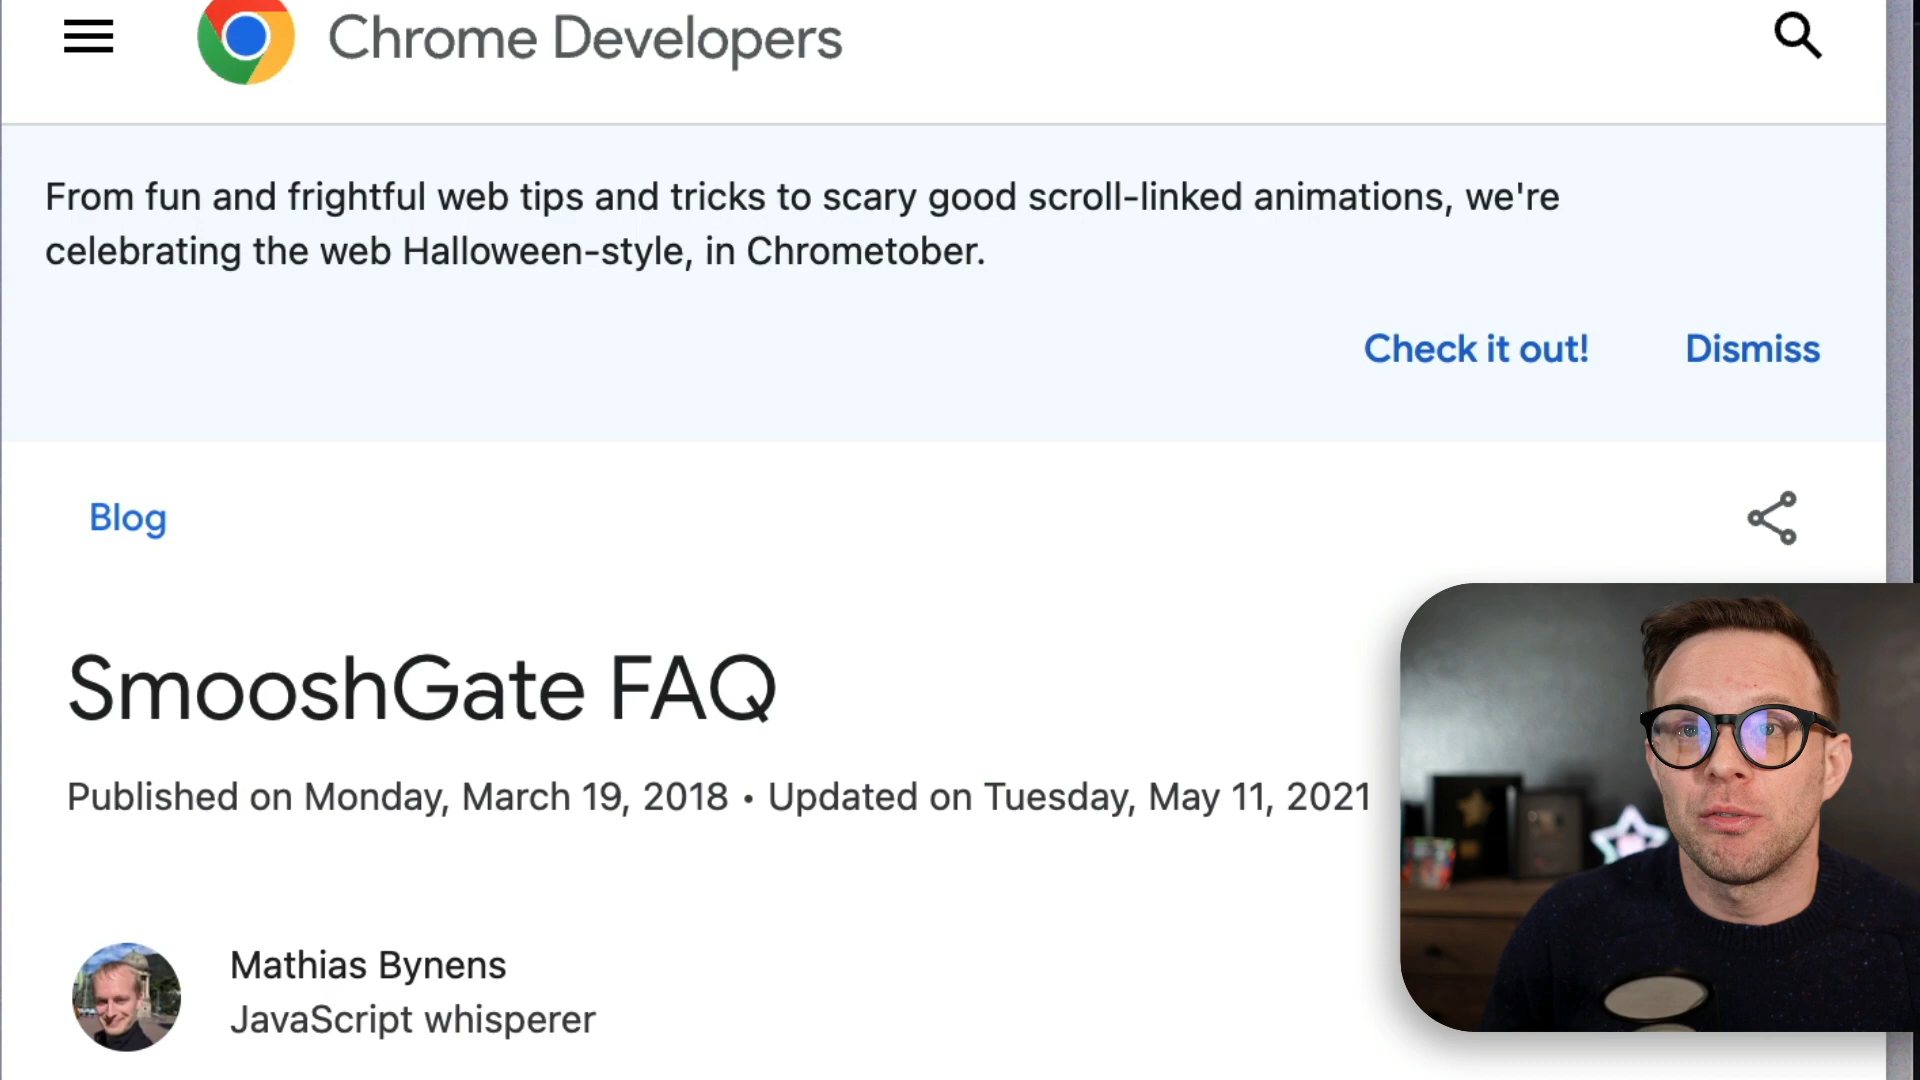 Chrome Developers
From fun and frightful web tips and tricks to scary good scroll-linked animations, we're
celebrating the web Halloween-style, in Chrometober.
Check it out!
Dismiss
Blog
SmooshGate FAQ
Published on Monday, March 19, 2018 • Updated on Tuesday, May 11, 2021
Mathias Bynens
JavaScript whisperer